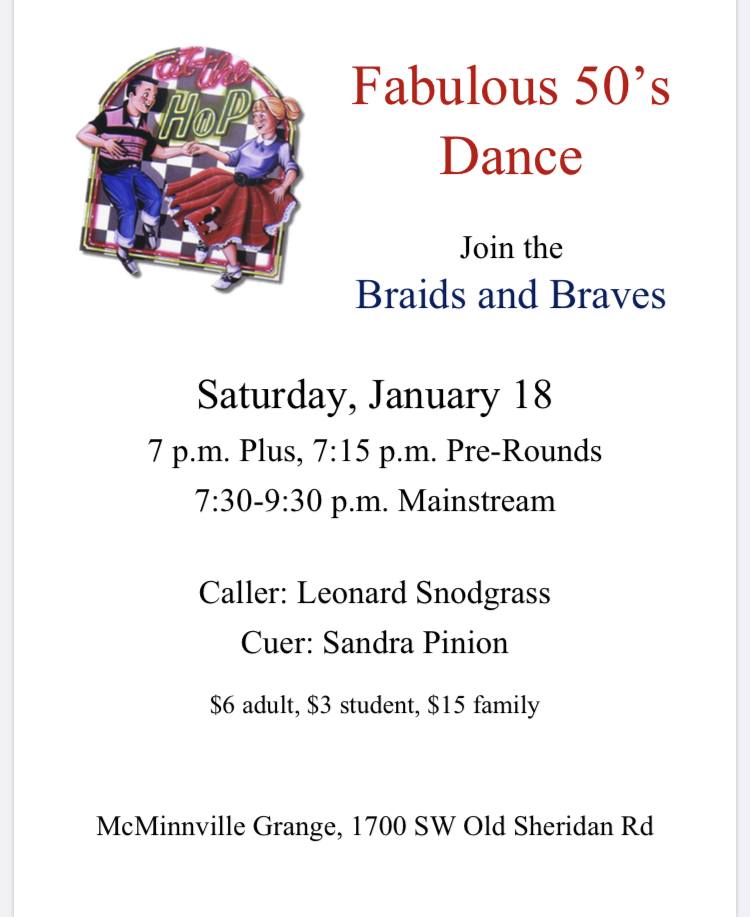 at the
HOP
Fabulous 50’s
Dance
Join the
Braids and Braves
Saturday, January 18
7 p.m. Plus, 7:15 p.m. Pre-Rounds
7:30-9:30 p.m. Mainstream
Caller: Leonard Snodgrass
Cuer: Sandra Pinion
$6 adult, $3 student, $15 family
McMinnville Grange, 1700 SW Old Sheridan Rd